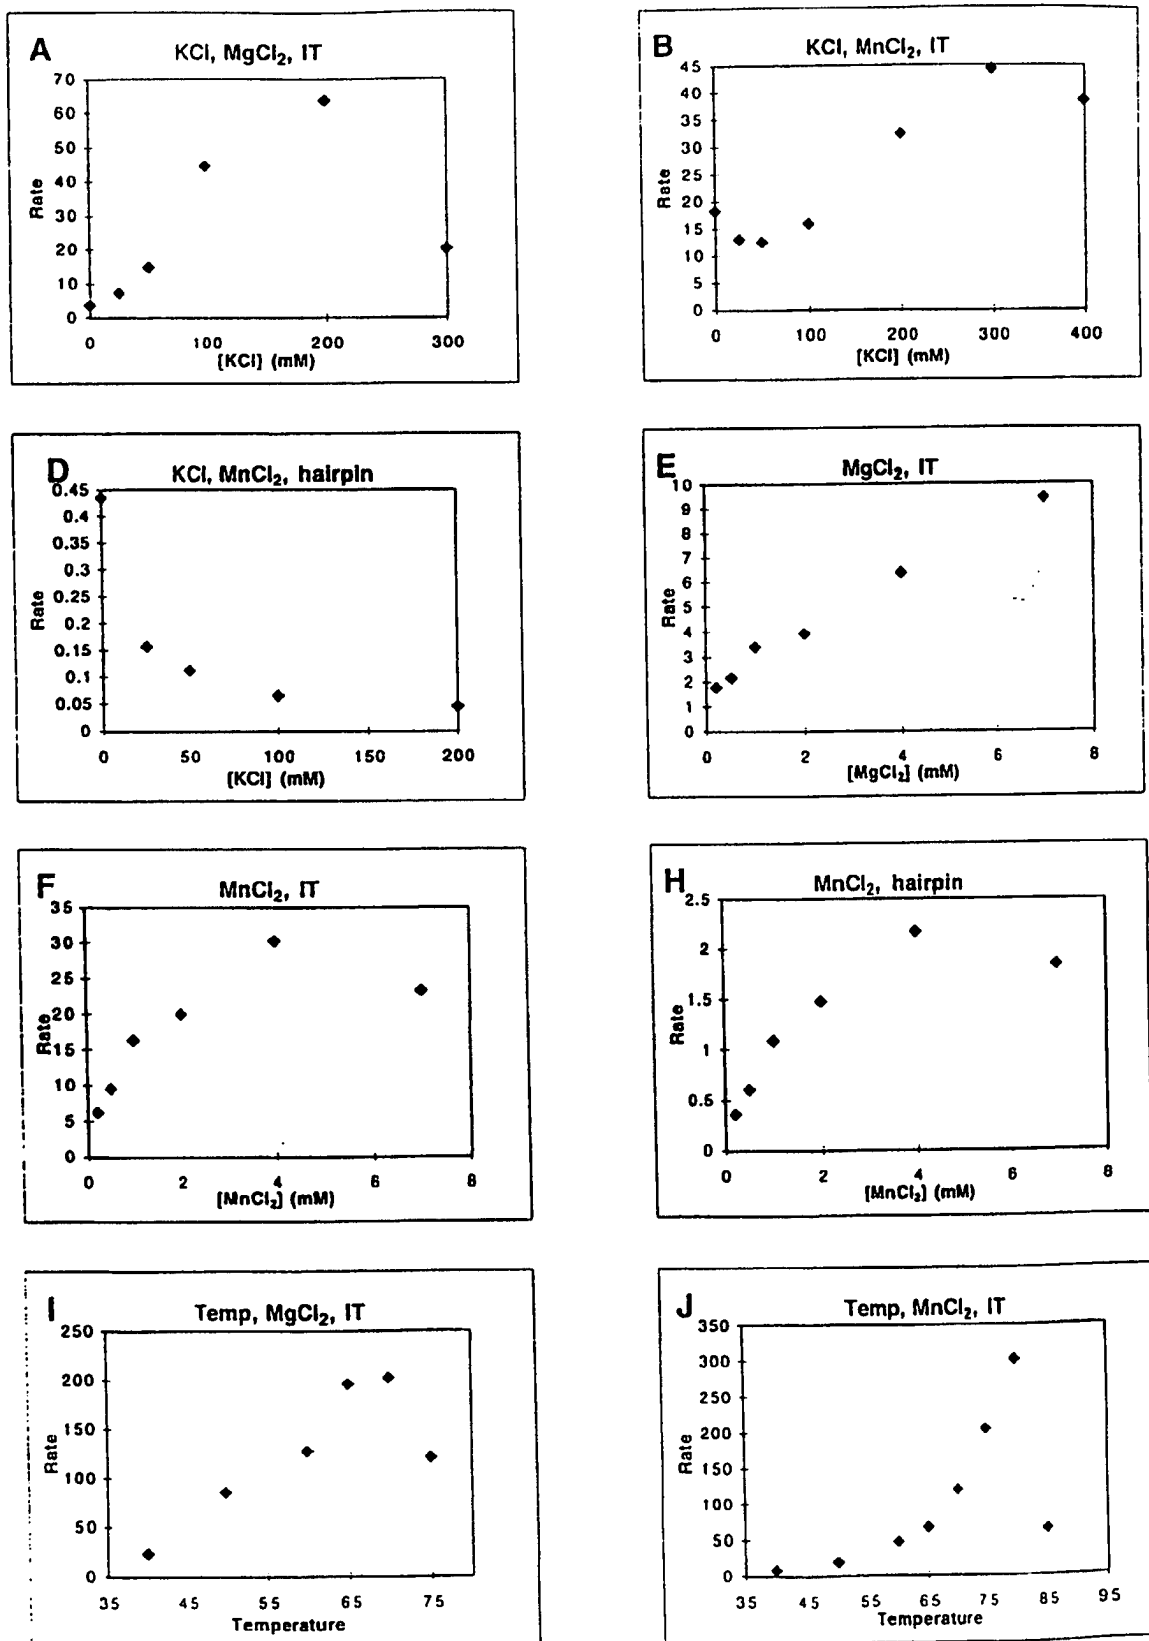 A
KCl, MgCl₂, IT
70
60
50
40
30
20
10
0
Rate
0 100 200 300
[KCl] (mM)
B
KCl, MnCl₂, IT
45
40
35
30
25
20
15
10
5
0
Rate
0 100 200 300 400
[KCl] (mM)
D
KCl, MnCl₂, hairpin
0.45
0.4
0.35
0.3
0.25
0.2
0.15
0.1
0.05
0
Rate
0 50 100 150 200
[KCl] (mM)
E
MgCl₂, IT
10
9
8
7
6
5
4
3
2
1
0
Rate
0 2 4 6 8
[MgCl₂] (mM)
F
MnCl₂, IT
35
30
25
20
15
10
5
0
Rate
0 2 4 6 8
[MnCl₂] (mM)
H
MnCl₂, hairpin
2.5
2
1.5
1
0.5
0
Rate
0 2 4 6 8
[MnCl₂] (mM)
I
Temp, MgCl₂, IT
250
200
150
100
50
0
Rate
35 45 55 65 75
Temperature
J
Temp, MnCl₂, IT
350
300
250
200
150
100
50
0
Rate
35 45 55 65 75 85 95
Temperature